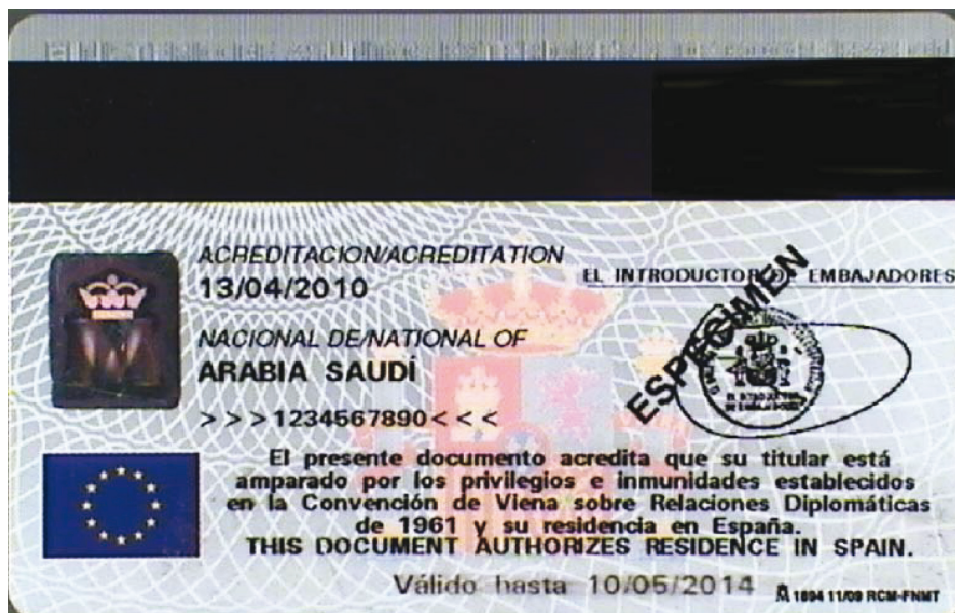 ACREDITACION/ACREDITATION
13/04/2010
EL INTRODUCTOR DE EMBAJADORES
ESPECIMEN
NACIONAL DE/NATIONAL OF
ARABIA SAUDÍ
>>>1234567890<<<
El presente documento acredita que su titular está
amparado por los privilegios e inmunidades establecidos
en la Convención de Viena sobre Relaciones Diplomáticas
de 1961 y su residencia en España.
THIS DOCUMENT AUTHORIZES RESIDENCE IN SPAIN.
Válido hasta 10/05/2014
1894 11/09 RCM-FNMT